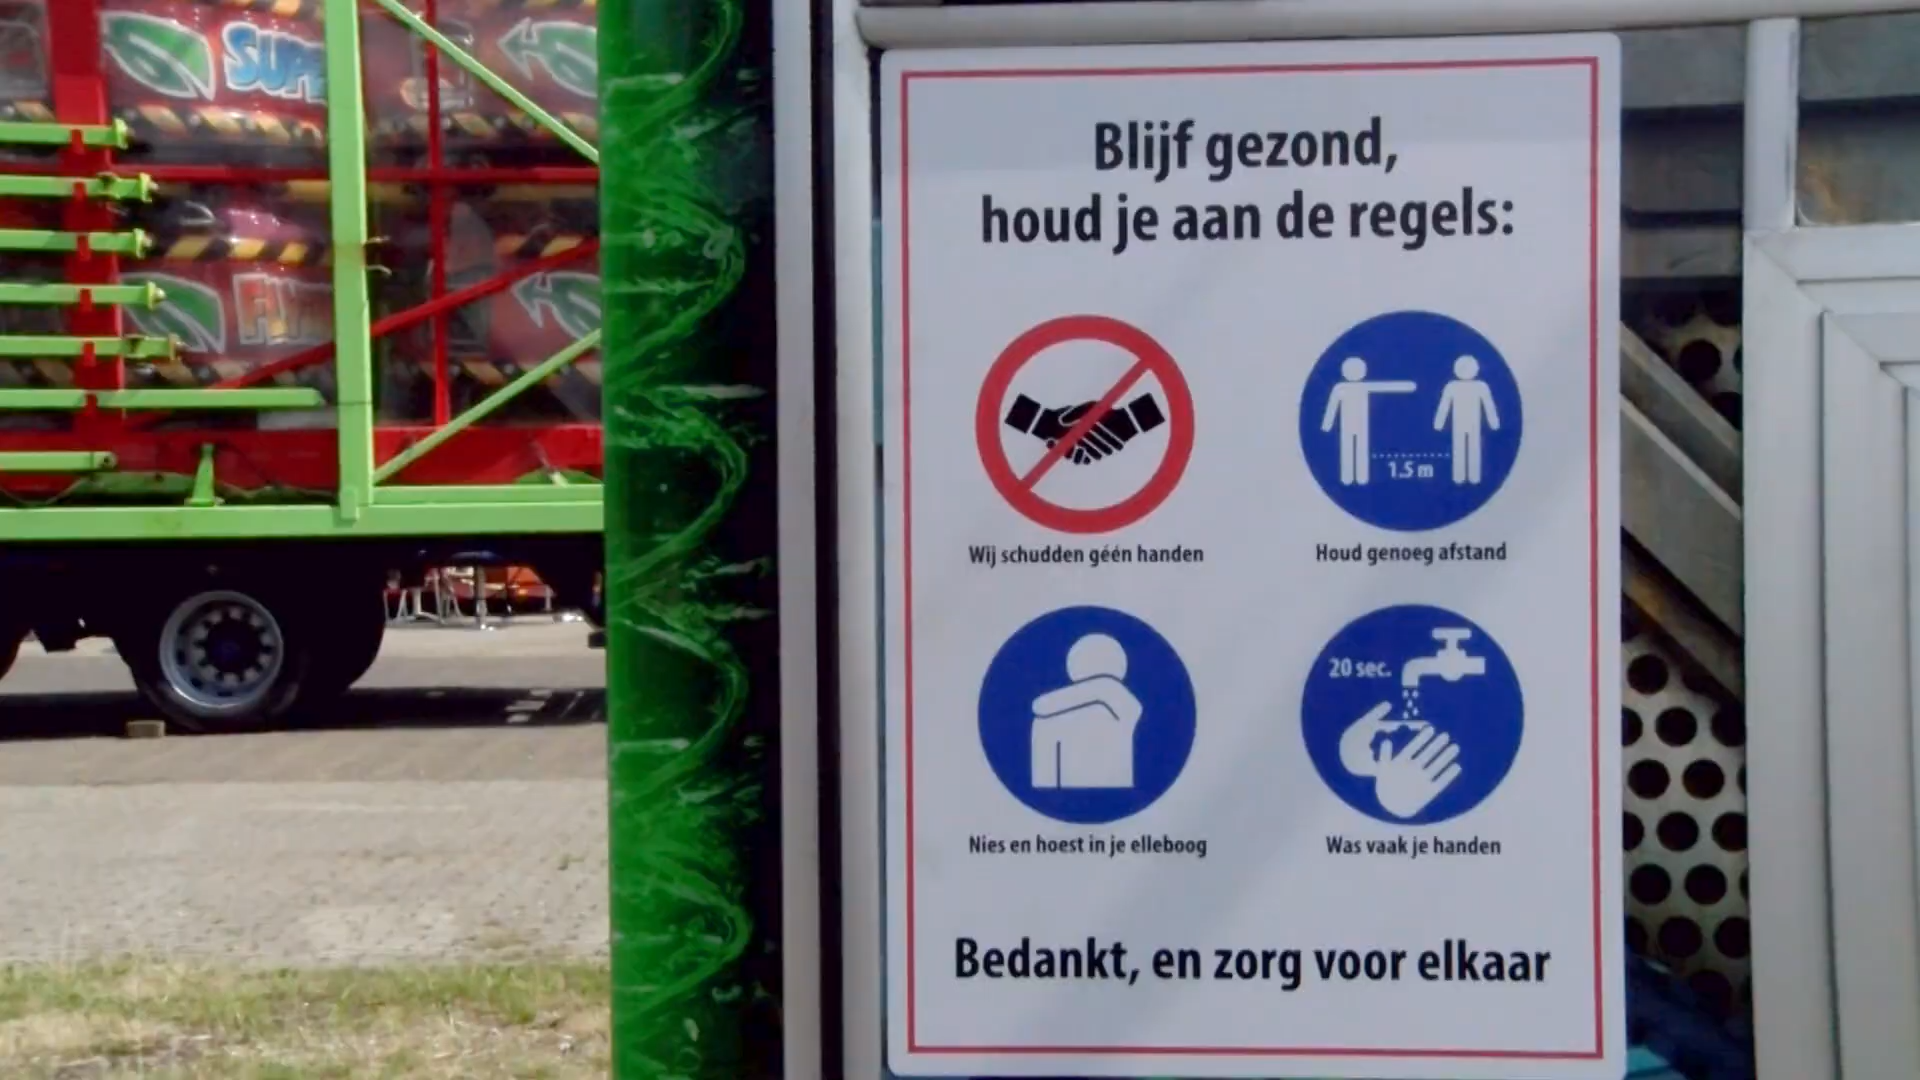 Blijf gezond,
houd je aan de regels:
1.5 m
Wij schudden géén handen
Houd genoeg afstand
20 sec.
Nies en hoest in je elleboog
Was vaak je handen
Bedankt, en zorg voor elkaar